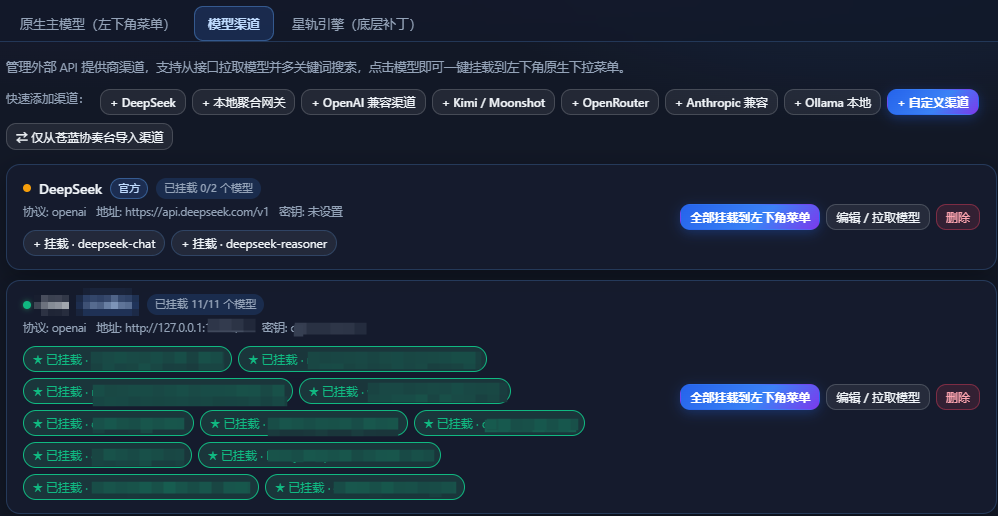 原生主模型（左下角菜单） 模型渠道 星轨引擎（底层补丁）
管理外部 API 提供商渠道，支持从接口拉取模型并多关键词搜索，点击模型即可一键挂载到左下角原生下拉菜单。
快速添加渠道： + DeepSeek + 本地聚合网关 + OpenAI 兼容渠道 + Kimi / Moonshot + OpenRouter + Anthropic 兼容 + Ollama 本地 + 自定义渠道
⇄ 仅从苍蓝协奏台导入渠道
DeepSeek 官方 已挂载 0/2 个模型
协议: openai 地址: https://api.deepseek.com/v1 密钥: 未设置
全部挂载到左下角菜单 编辑 / 拉取模型 删除
+ 挂载 · deepseek-chat + 挂载 · deepseek-reasoner
已挂载 11/11 个模型
协议: openai 地址: http://127.0.0.1: 密钥:
★ 已挂载 · ★ 已挂载 ·
★ 已挂载 · ★ 已挂载 ·
全部挂载到左下角菜单 编辑 / 拉取模型 删除
★ 已挂载 · ★ 已挂载 · ★ 已挂载 ·
★ 已挂载 · ★ 已挂载 ·
★ 已挂载 · ★ 已挂载 ·